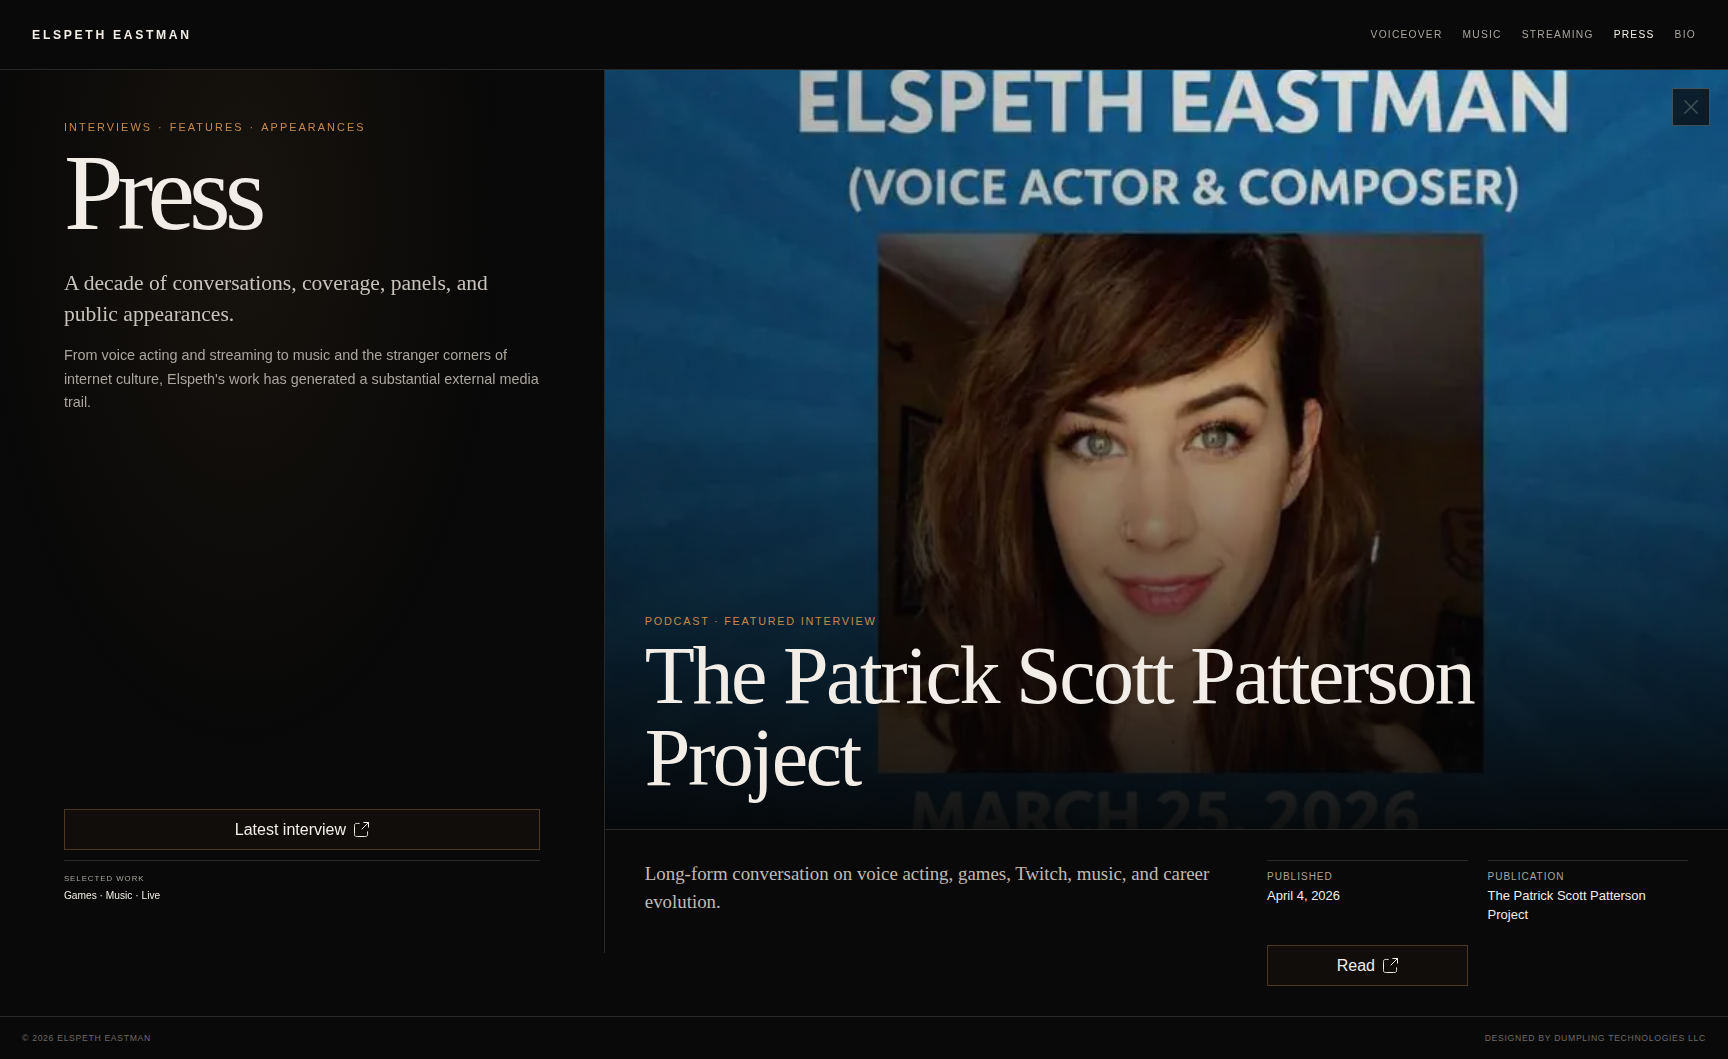 ELSPETH EASTMAN
VOICEOVER MUSIC STREAMING PRESS BIO
INTERVIEWS · FEATURES · APPEARANCES
Press
A decade of conversations, coverage, panels, and
public appearances.
From voice acting and streaming to music and the stranger corners of
internet culture, Elspeth's work has generated a substantial external media
trail.
Latest interview
SELECTED WORK
Games · Music · Live
ELSPETH EASTMAN
(VOICE ACTOR & COMPOSER)
PODCAST · FEATURED INTERVIEW
The Patrick Scott Patterson
Project
MARCH 25, 2026
Long-form conversation on voice acting, games, Twitch, music, and career
evolution.
PUBLISHED
April 4, 2026
PUBLICATION
The Patrick Scott Patterson
Project
Read
© 2026 ELSPETH EASTMAN
DESIGNED BY DUMPLING TECHNOLOGIES LLC